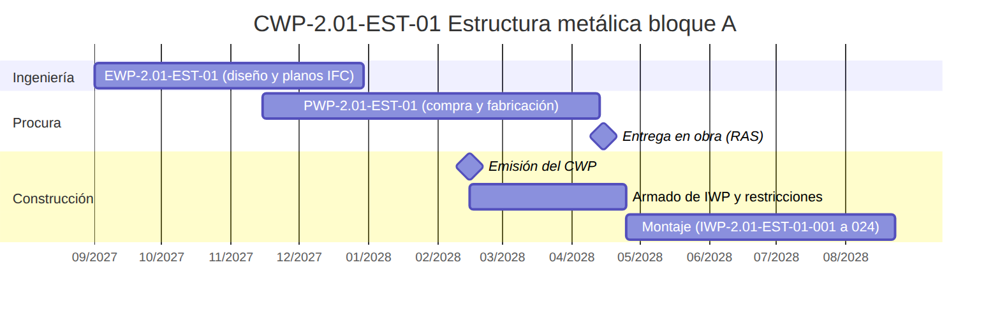 CWP-2.01-EST-01 Estructura metálica bloque A
Ingeniería
EWP-2.01-EST-01 (diseño y planos IFC)
Procura
PWP-2.01-EST-01 (compra y fabricación)
Entrega en obra (RAS)
Construcción
Emisión del CWP
Armado de IWP y restricciones
Montaje (IWP-2.01-EST-01-001 a 024)
09/2027 10/2027 11/2027 12/2027 01/2028 02/2028 03/2028 04/2028 05/2028 06/2028 07/2028 08/2028